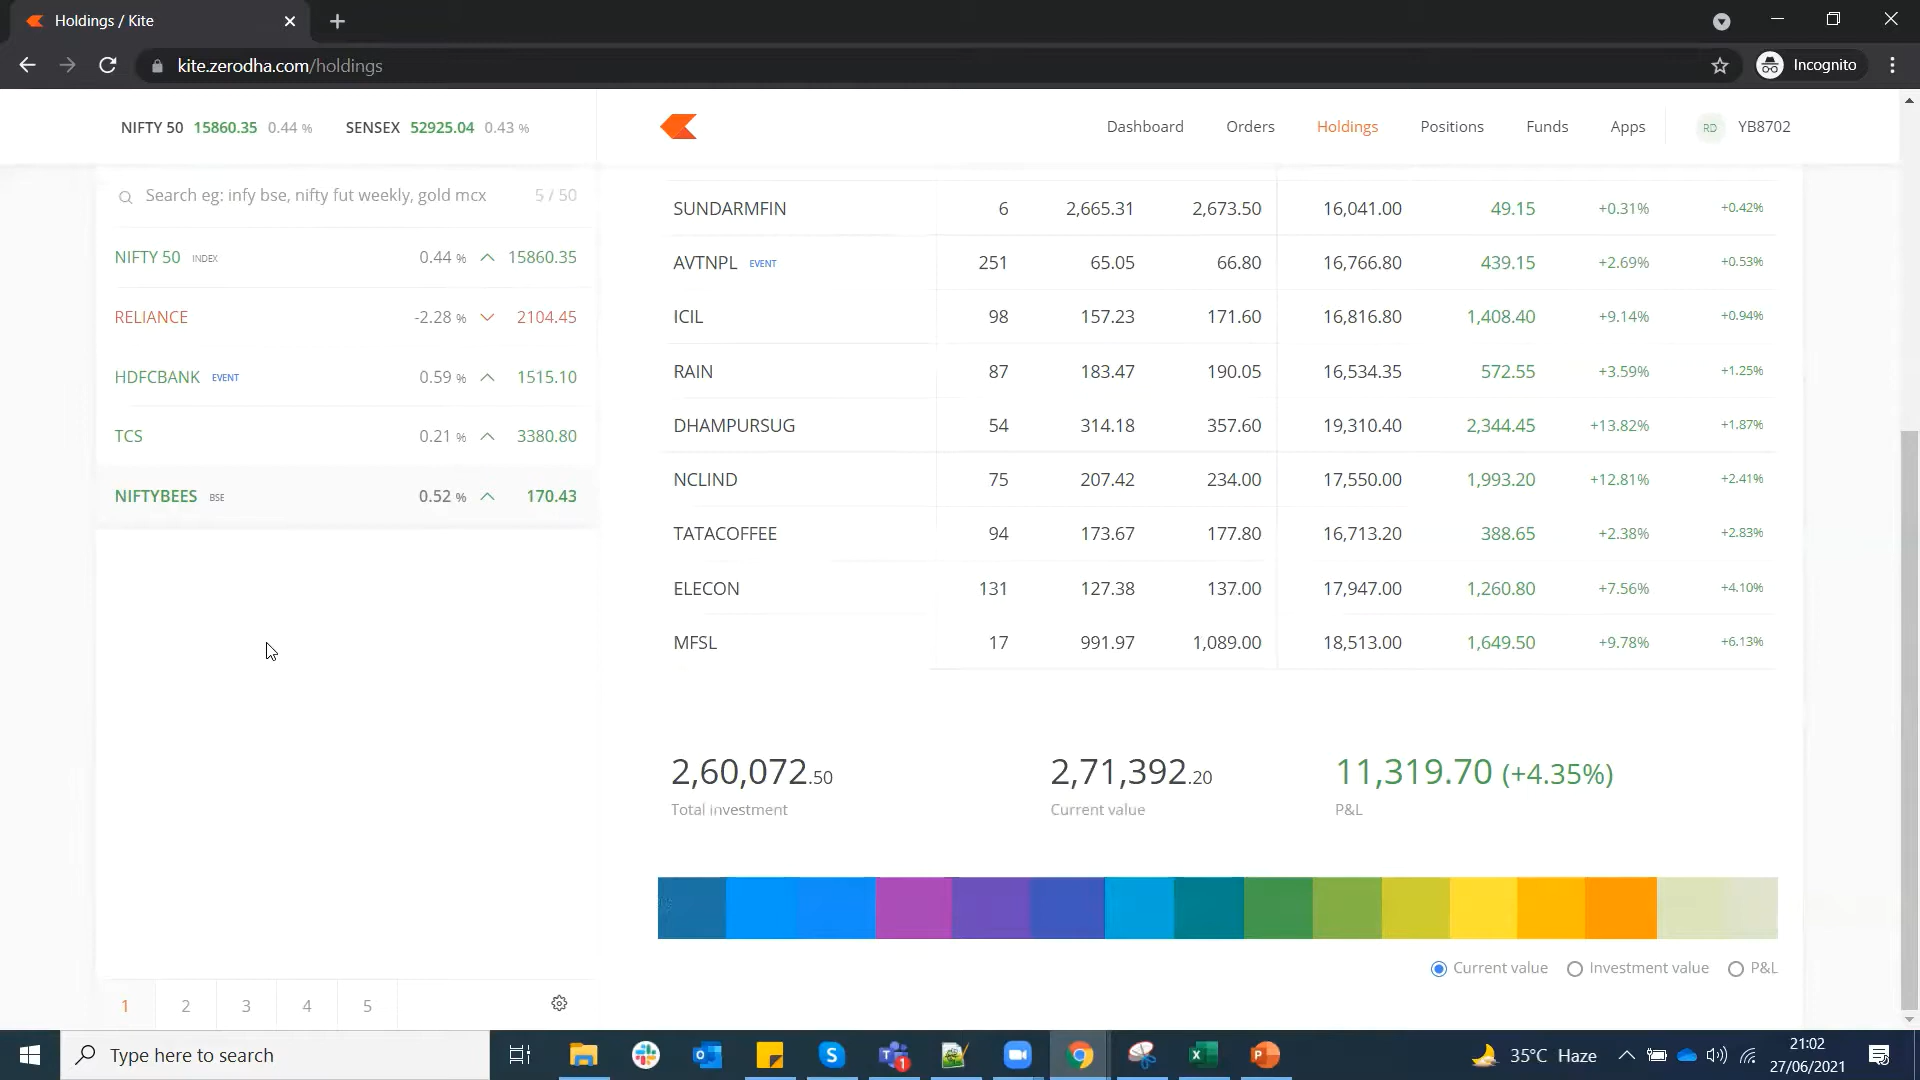 Holdings / Kite
kite.zerodha.com/holdings
Incognito
NIFTY 50 15860.35 0.44 % SENSEX 52925.04 0.43 %
Dashboard Orders Holdings Positions Funds Apps RD YB8702
Search eg: infy bse, nifty fut weekly, gold mcx 5 / 50
NIFTY 50 INDEX 0.44 % 15860.35
RELIANCE -2.28 % 2104.45
HDFCBANK EVENT 0.59 % 1515.10
TCS 0.21 % 3380.80
NIFTYBEES BSE 0.52 % 170.43
1 2 3 4 5
SUNDARMFIN 6 2,665.31 2,673.50 16,041.00 49.15 +0.31% +0.42%
AVTNPL EVENT 251 65.05 66.80 16,766.80 439.15 +2.69% +0.53%
ICIL 98 157.23 171.60 16,816.80 1,408.40 +9.14% +0.94%
RAIN 87 183.47 190.05 16,534.35 572.55 +3.59% +1.25%
DHAMPURSUG 54 314.18 357.60 19,310.40 2,344.45 +13.82% +1.87%
NCLIND 75 207.42 234.00 17,550.00 1,993.20 +12.81% +2.41%
TATACOFFEE 94 173.67 177.80 16,713.20 388.65 +2.38% +2.83%
ELECON 131 127.38 137.00 17,947.00 1,260.80 +7.56% +4.10%
MFSL 17 991.97 1,089.00 18,513.00 1,649.50 +9.78% +6.13%
2,60,072.50 2,71,392.20 11,319.70 (+4.35%)
Total investment Current value P&L
Current value Investment value P&L
Type here to search
35°C Haze
21:02
27/06/2021